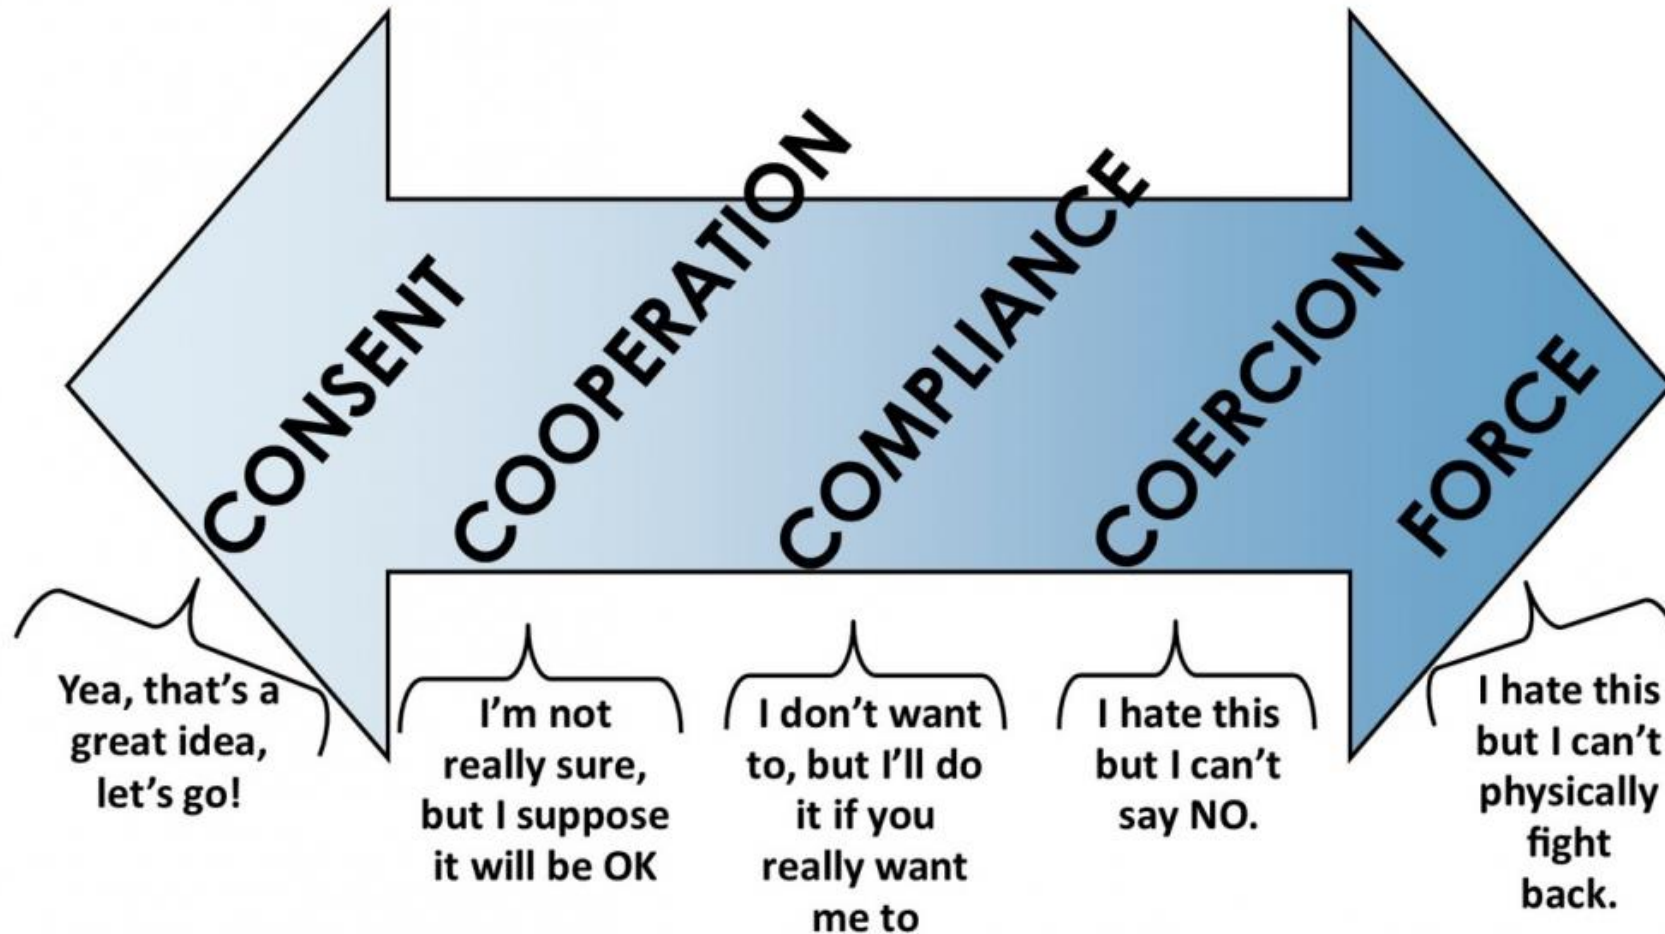 CONSENT
COOPERATION
COMPLIANCE
COERCION
FORCE
Yea, that's a
great idea,
let's go!
I'm not
really sure,
but I suppose
it will be OK
I don't want
to, but I'll do
it if you
really want
me to
I hate this
but I can't
say NO.
I hate this
but I can't
physically
fight
back.